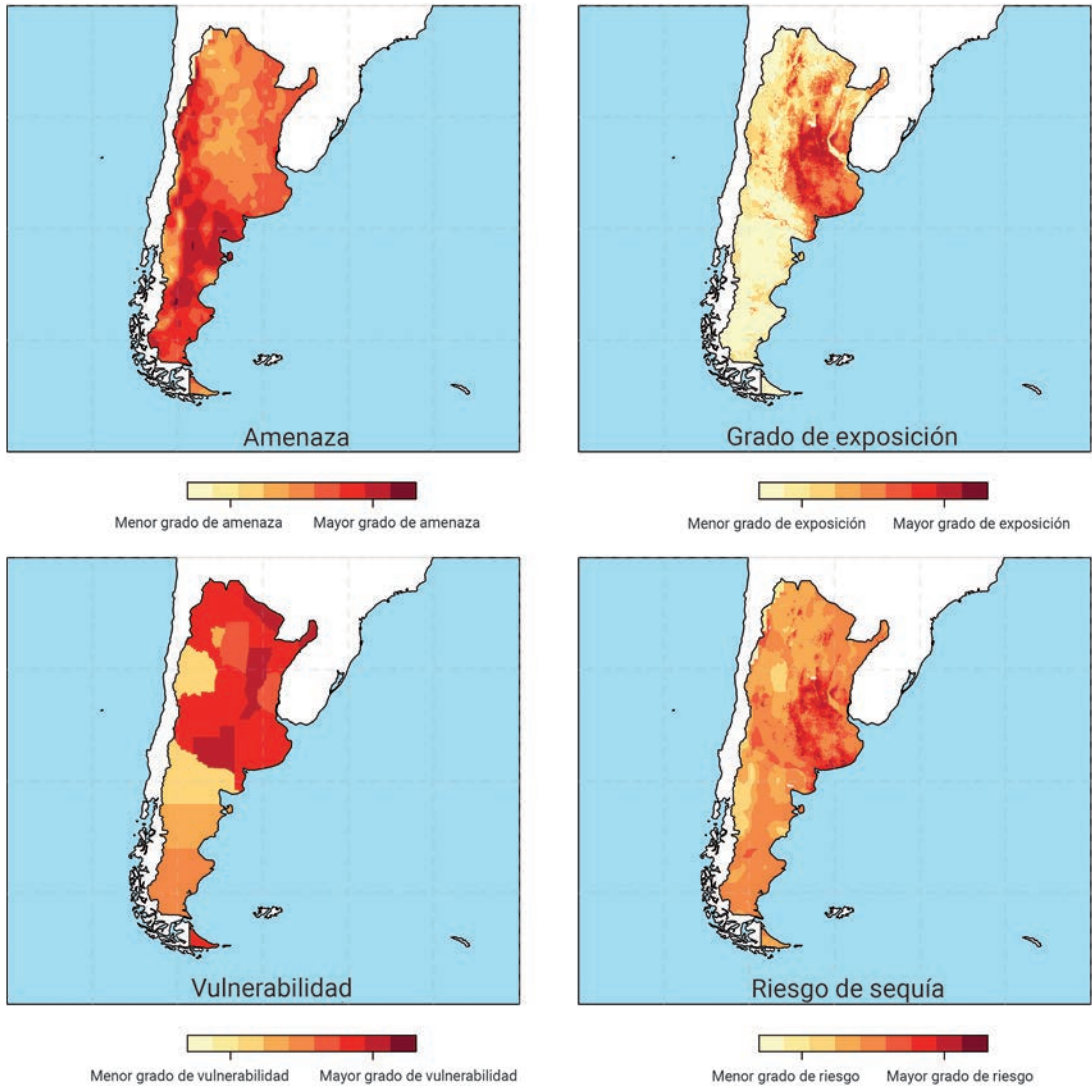 Amenaza
Grado de exposición
Menor grado de amenaza Mayor grado de amenaza
Menor grado de exposición Mayor grado de exposición
Vulnerabilidad
Riesgo de sequía
Menor grado de vulnerabilidad Mayor grado de vulnerabilidad
Menor grado de riesgo Mayor grado de riesgo